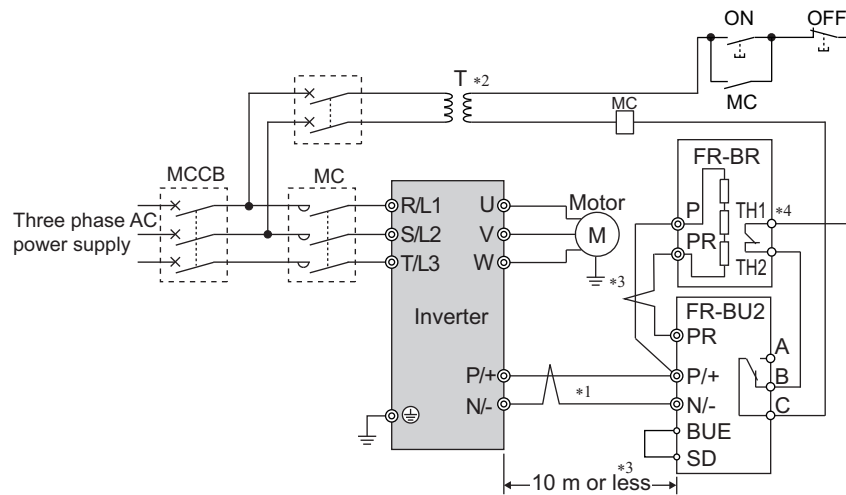 ON
OFF
T *2
MC
MC
FR-BR
MCCB
MC
P
TH1
*4
R/L1
U
Motor
Three phase AC
power supply
S/L2
V
M
PR
TH2
T/L3
W
*3
FR-BU2
Inverter
PR
A
P/+
P/+
B
*1
N/-
N/-
C
BUE
SD
*3
10 m or less